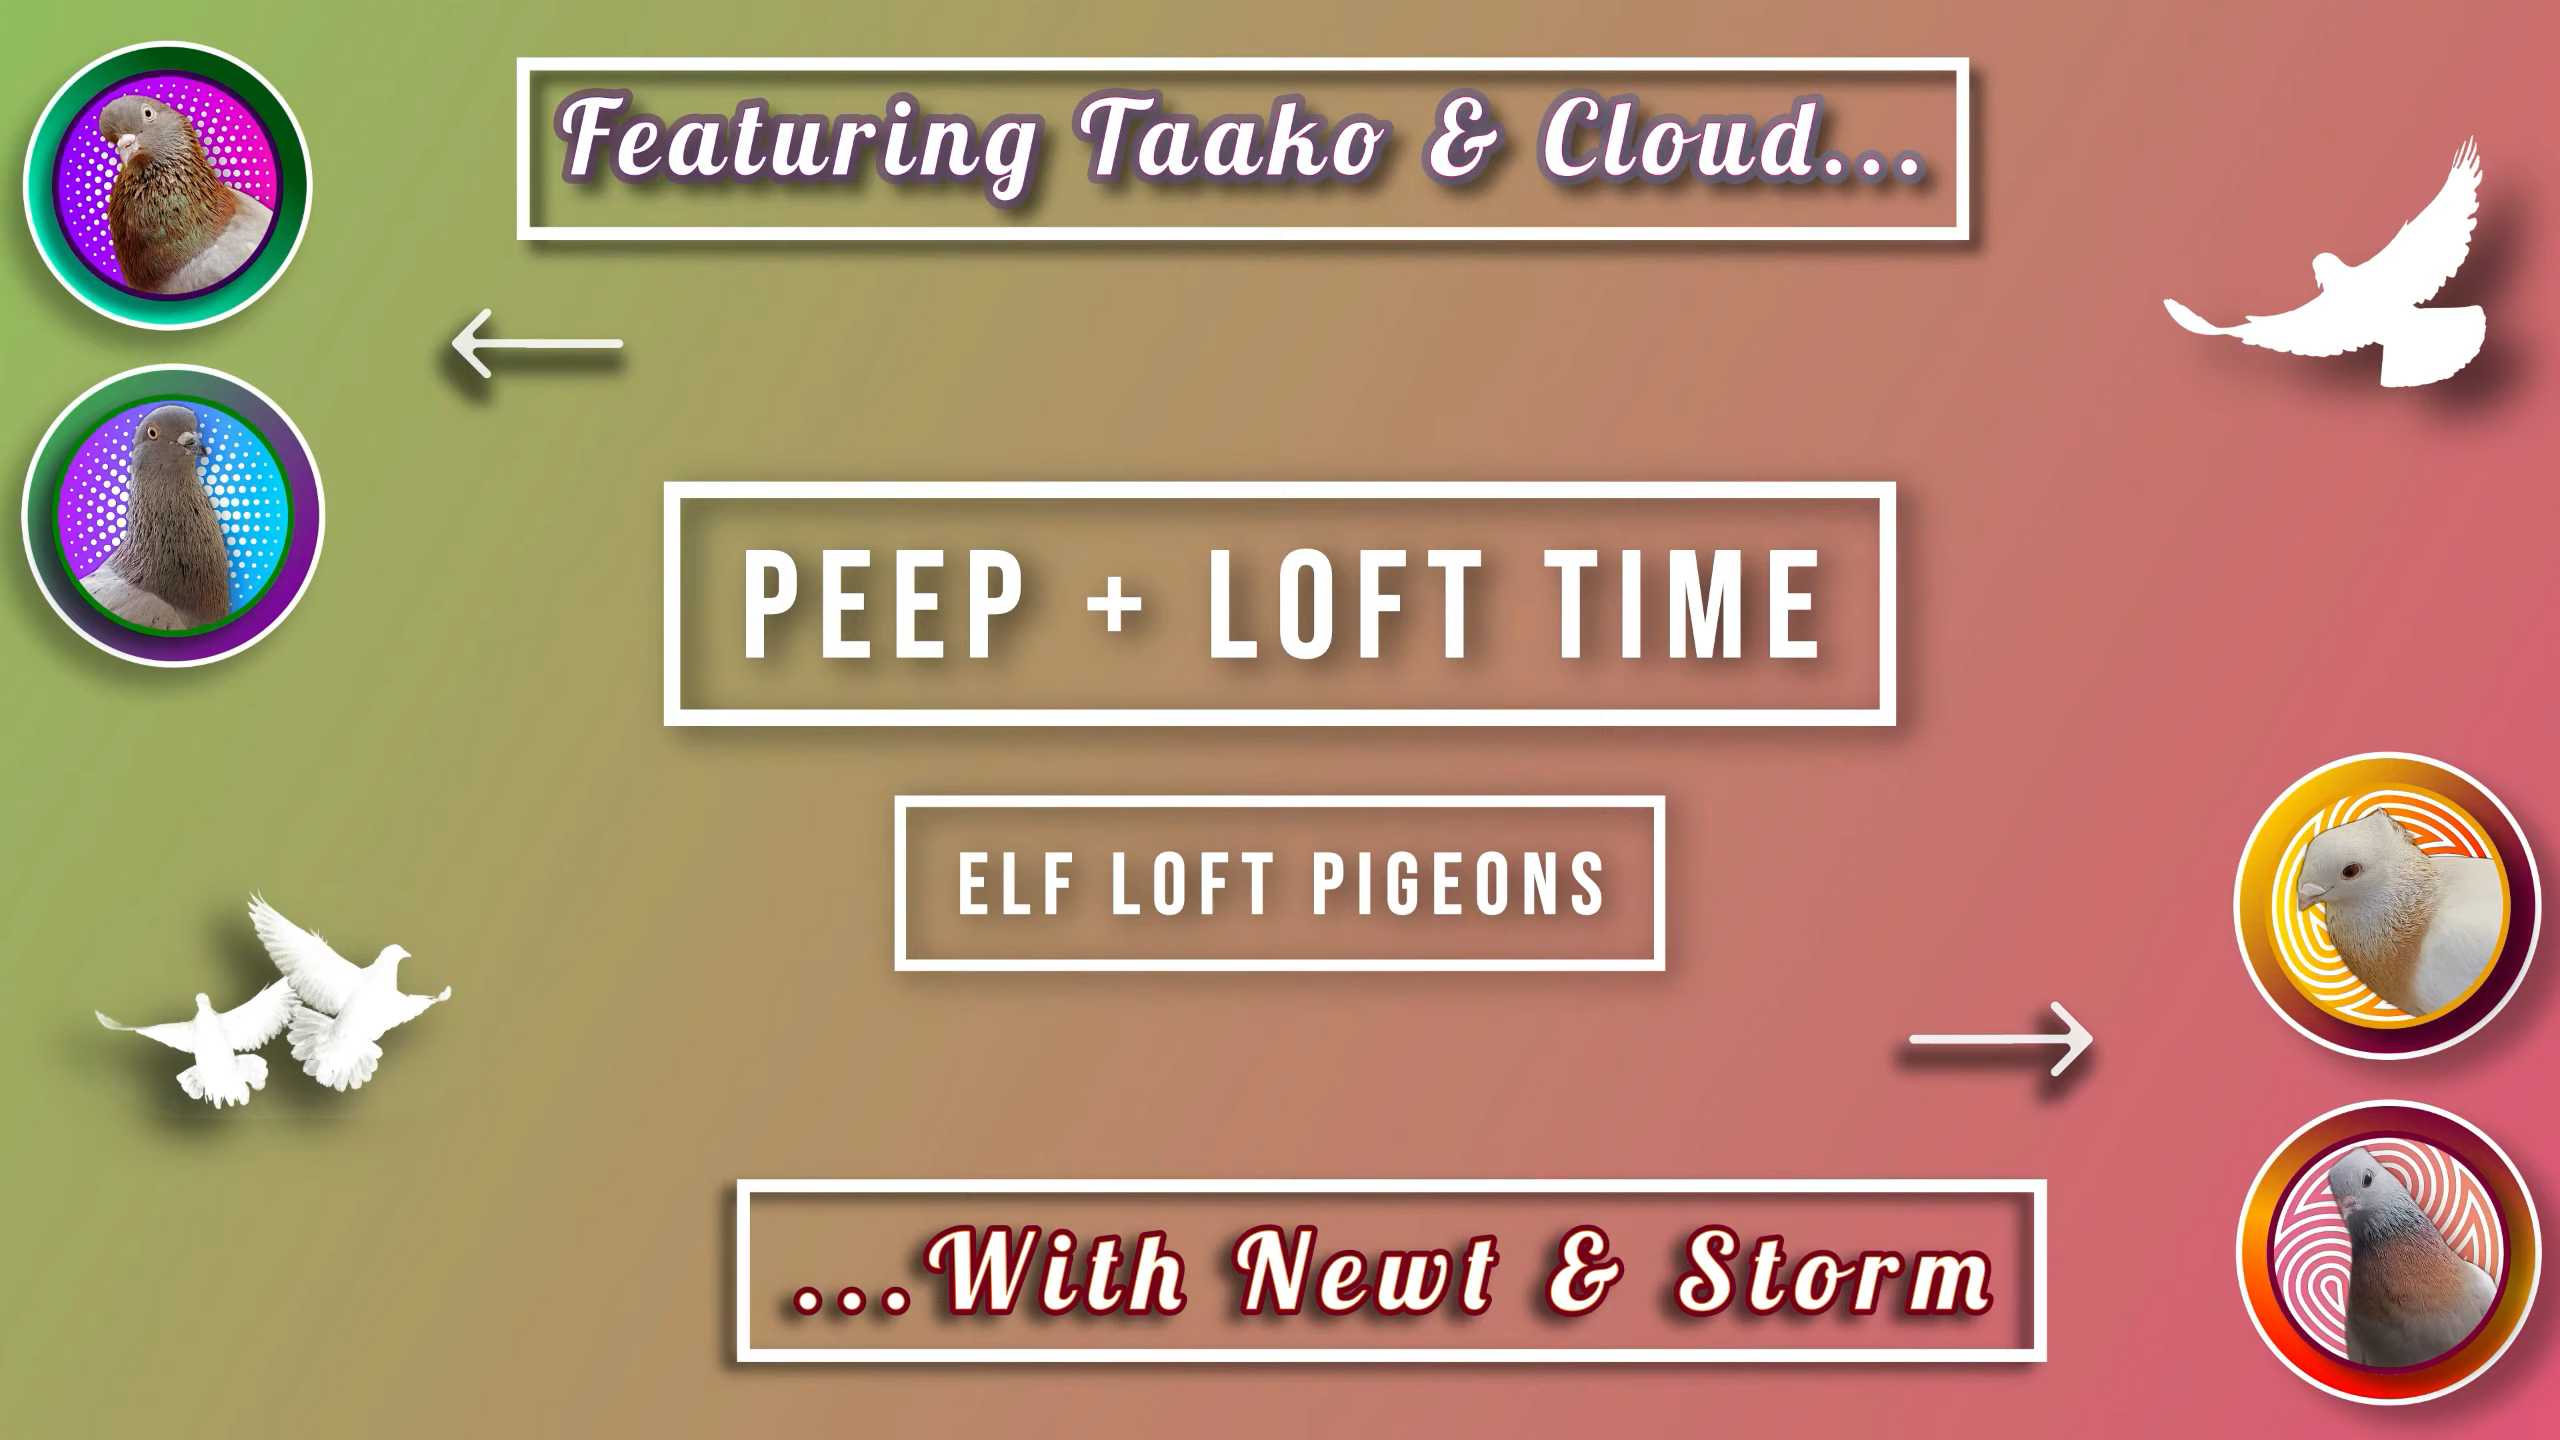 Featuring Taako & Cloud...
PEEP + LOFT TIME
ELF LOFT PIGEONS
...With Newt & Storm